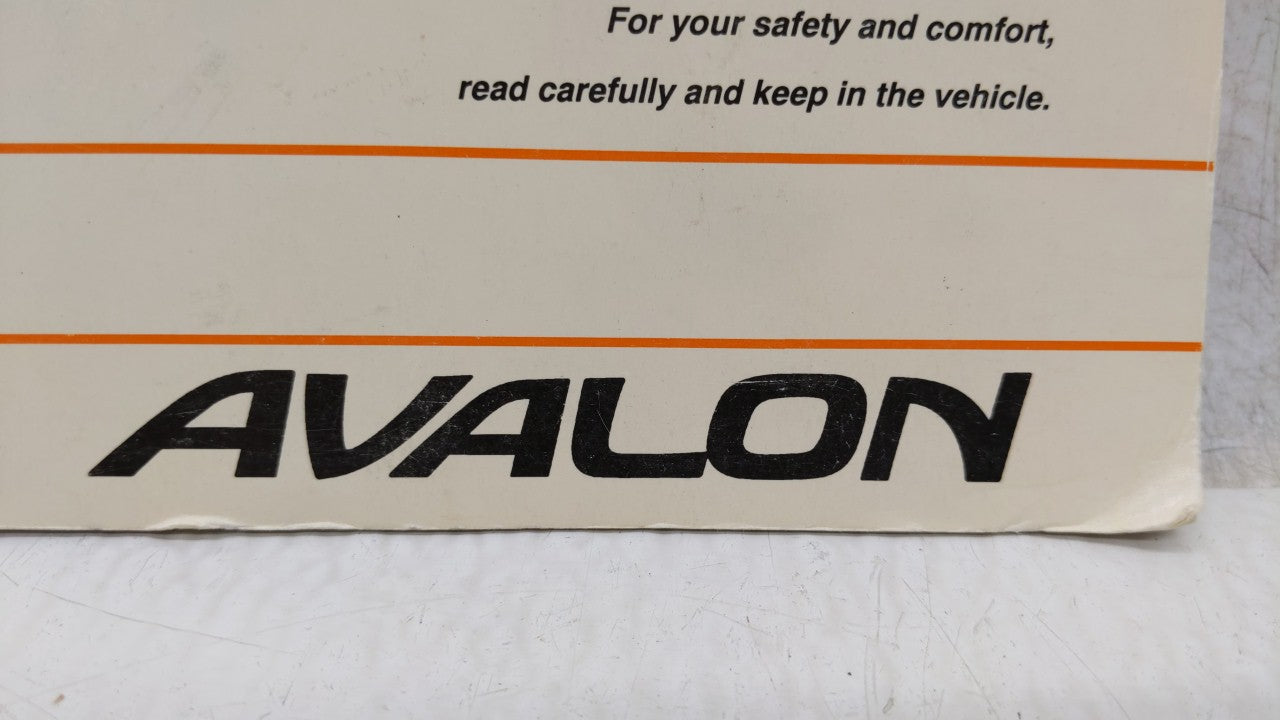 For your safety and comfort,
read carefully and keep in the vehicle.
AVALON